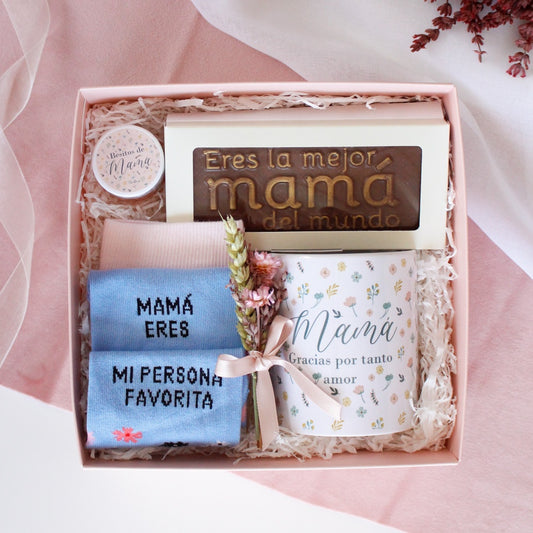 Besitos de
Mamá
Eres la mejor
mamá
del mundo
MAMÁ
ERES
MI PERSONA
FAVORITA
Mamá
Gracias por tanto
amor